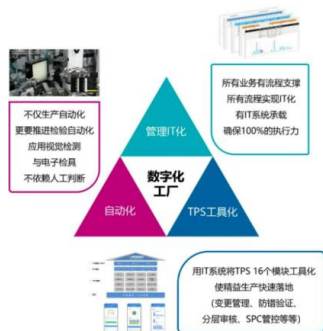 所有业务有流程支撑
所有流程实现IT化
有IT系统承载
确保100%的执行力
不仅生产自动化
更要推进检验自动化
应用视觉检测
与电子检具
不依赖人工判断
管理IT化
数字化
工厂
自动化
TPS工具化
用IT系统将TPS 16个模块工具化
使精益生产快速落地
(变更管理、防错验证、
分层审核、SPC管控等等)